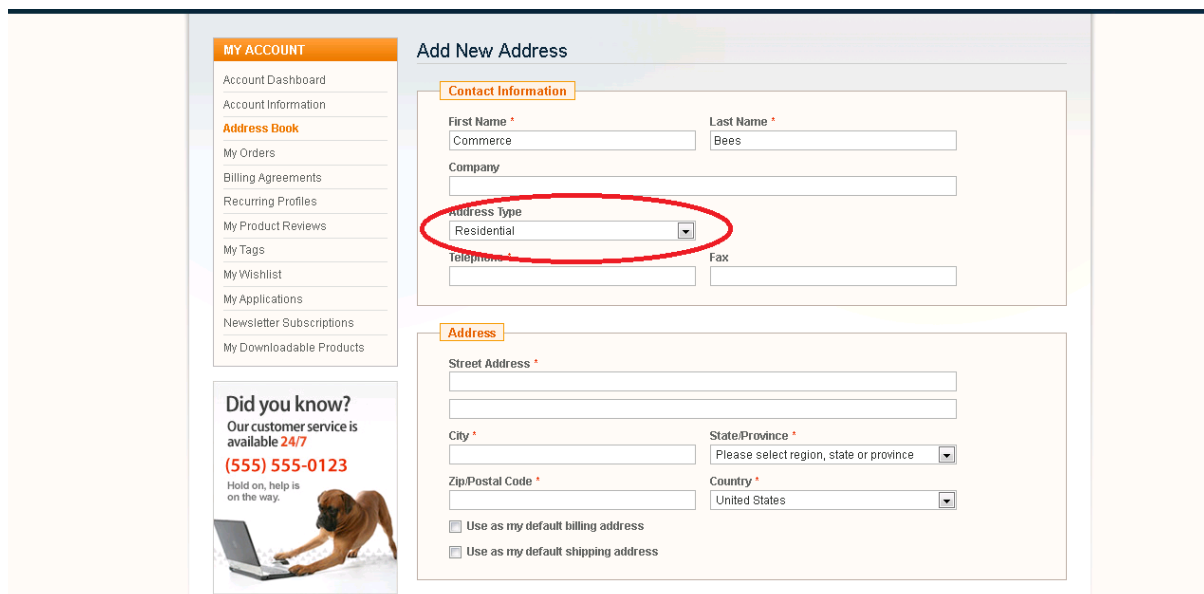 MY ACCOUNT
Account Dashboard
Account Information
Address Book
My Orders
Billing Agreements
Recurring Profiles
My Product Reviews
My Tags
My Wishlist
My Applications
Newsletter Subscriptions
My Downloadable Products
Did you know?
Our customer service is
available 24/7
(555) 555-0123
Hold on, help is
on the way.
Add New Address
Contact Information
First Name * Last Name *
Commerce Bees
Company
Address Type
Residential
Telephone * Fax
Address
Street Address *
City * State/Province *
Please select region, state or province
Zip/Postal Code * Country *
United States
Use as my default billing address
Use as my default shipping address